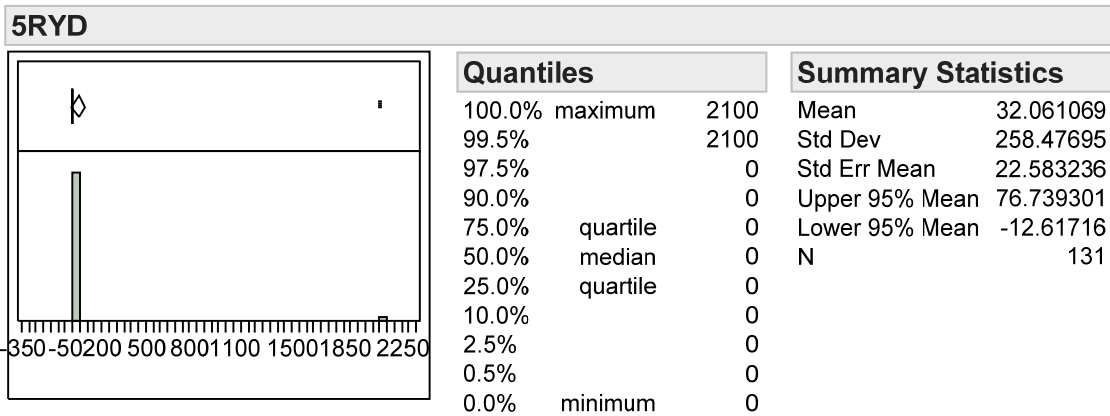 5RYD
-350 -50 200 500 800 1100 1500 1850 2250
Quantiles
100.0% maximum 2100
99.5% 2100
97.5% 0
90.0% 0
75.0% quartile 0
50.0% median 0
25.0% quartile 0
10.0% 0
2.5% 0
0.5% 0
0.0% minimum 0
Summary Statistics
Mean 32.061069
Std Dev 258.47695
Std Err Mean 22.583236
Upper 95% Mean 76.739301
Lower 95% Mean -12.61716
N 131